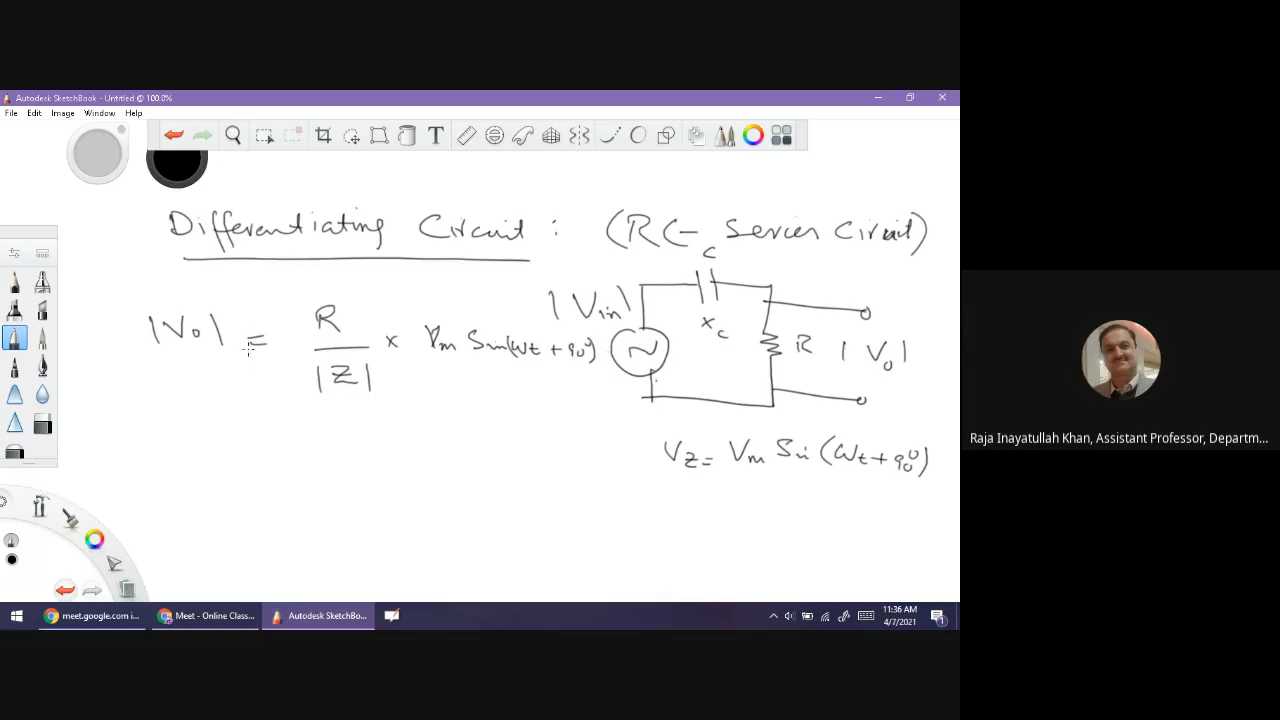 Autodesk SketchBook - Untitled @ 100.0%
File Edit Image Window Help
T
Differentiating Circuit : (RC- Series Circuit)
C
|Vin|
|Vo| = R / |Z| × Vm Sin(ωt + 90°)
xc
R
|Vo|
Vz = Vm Sin(ωt + 90°)
Raja Inayatullah Khan, Assistant Professor, Departm...
meet.google.com i...
Meet - Online Class...
Autodesk SketchBo...
11:36 AM
4/7/2021
1